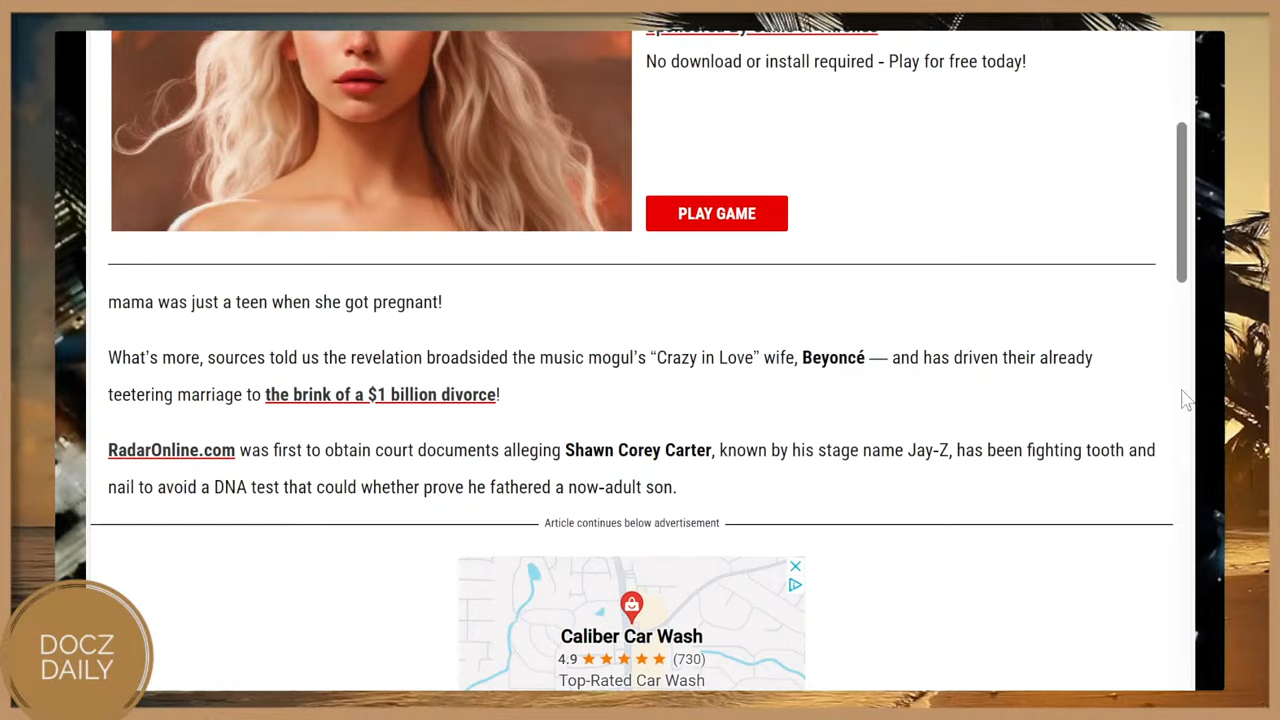 No download or install required - Play for free today!
PLAY GAME
mama was just a teen when she got pregnant!
What's more, sources told us the revelation broadsided the music mogul's “Crazy in Love” wife, Beyoncé — and has driven their already
teetering marriage to the brink of a $1 billion divorce!
RadarOnline.com was first to obtain court documents alleging Shawn Corey Carter, known by his stage name Jay-Z, has been fighting tooth and
nail to avoid a DNA test that could whether prove he fathered a now-adult son.
Article continues below advertisement
Caliber Car Wash
4.9 ★★★★★ (730)
Top-Rated Car Wash
DOCZ
DAILY